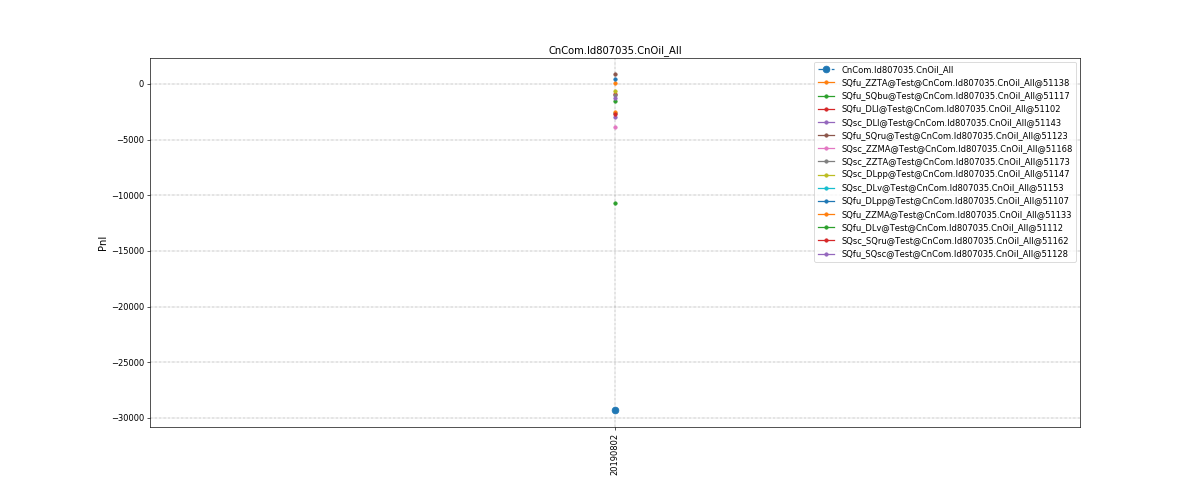 CnCom.Id807035.CnOil_All
CnCom.Id807035.CnOil_All
SQfu_ZZTA@Test@CnCom.Id807035.CnOil_All@51138
SQfu_SQbu@Test@CnCom.Id807035.CnOil_All@51117
SQfu_DLl@Test@CnCom.Id807035.CnOil_All@51102
SQsc_DLl@Test@CnCom.Id807035.CnOil_All@51143
SQfu_SQru@Test@CnCom.Id807035.CnOil_All@51123
SQsc_ZZMA@Test@CnCom.Id807035.CnOil_All@51168
SQsc_ZZTA@Test@CnCom.Id807035.CnOil_All@51173
SQsc_DLpp@Test@CnCom.Id807035.CnOil_All@51147
SQsc_DLv@Test@CnCom.Id807035.CnOil_All@51153
SQfu_DLpp@Test@CnCom.Id807035.CnOil_All@51107
SQfu_ZZMA@Test@CnCom.Id807035.CnOil_All@51133
SQfu_DLv@Test@CnCom.Id807035.CnOil_All@51112
SQsc_SQru@Test@CnCom.Id807035.CnOil_All@51162
SQfu_SQsc@Test@CnCom.Id807035.CnOil_All@51128
0
−5000
−10000
−15000
−20000
−25000
−30000
Pnl
20190802